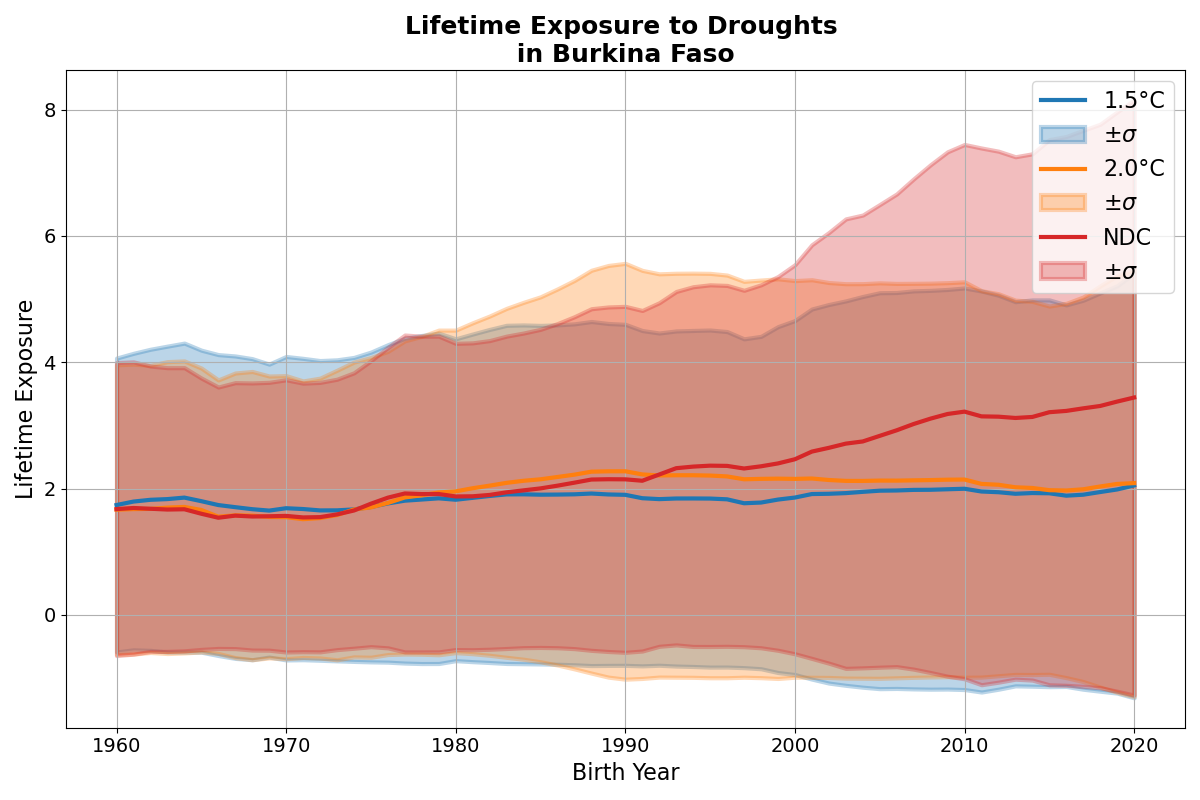 Lifetime Exposure to Droughts
in Burkina Faso
8
6
4
2
0
Lifetime Exposure
1960 1970 1980 1990 2000 2010 2020
Birth Year
1.5°C
±σ
2.0°C
±σ
NDC
±σ